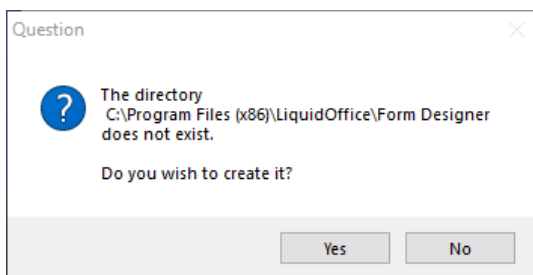 Question
The directory
C:\Program Files (x86)\LiquidOffice\Form Designer
does not exist.
Do you wish to create it?
Yes
No